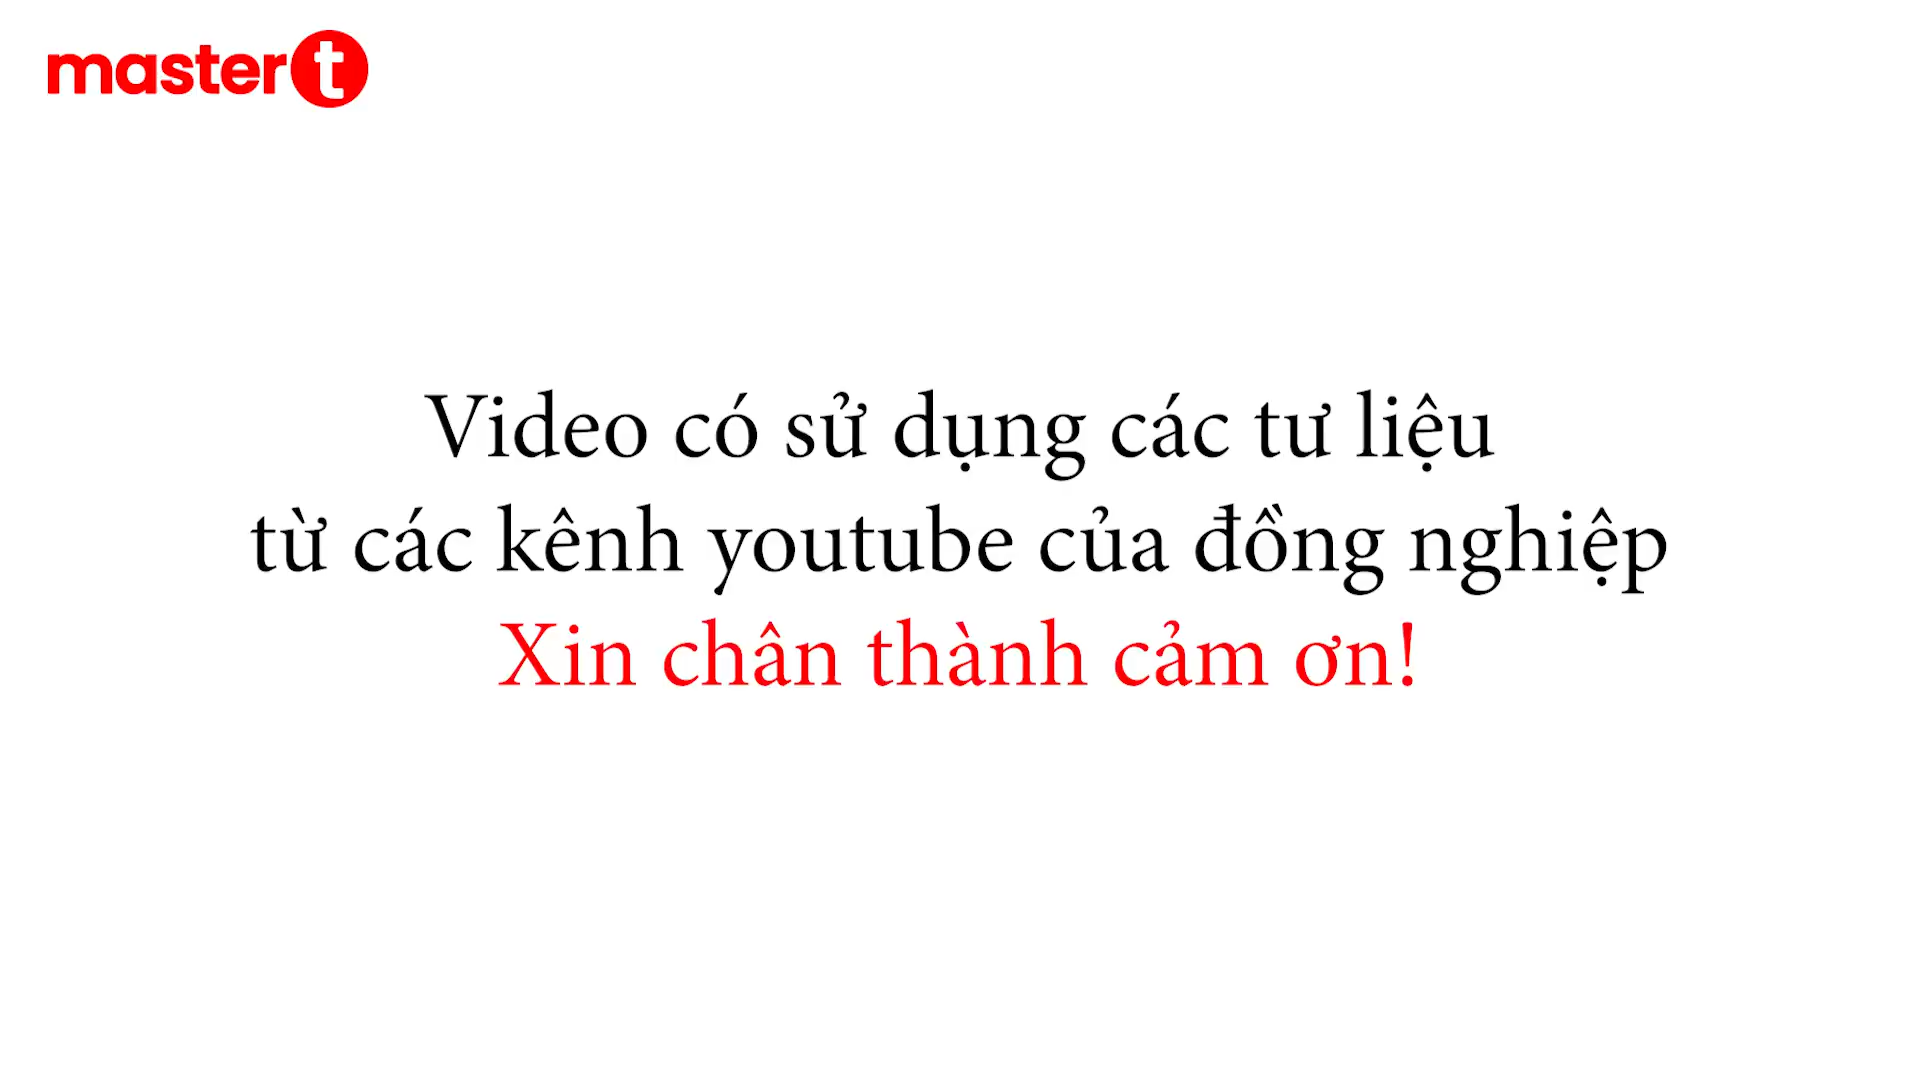 master t
Video có sử dụng các tư liệu
từ các kênh youtube của đồng nghiệp
Xin chân thành cảm ơn!